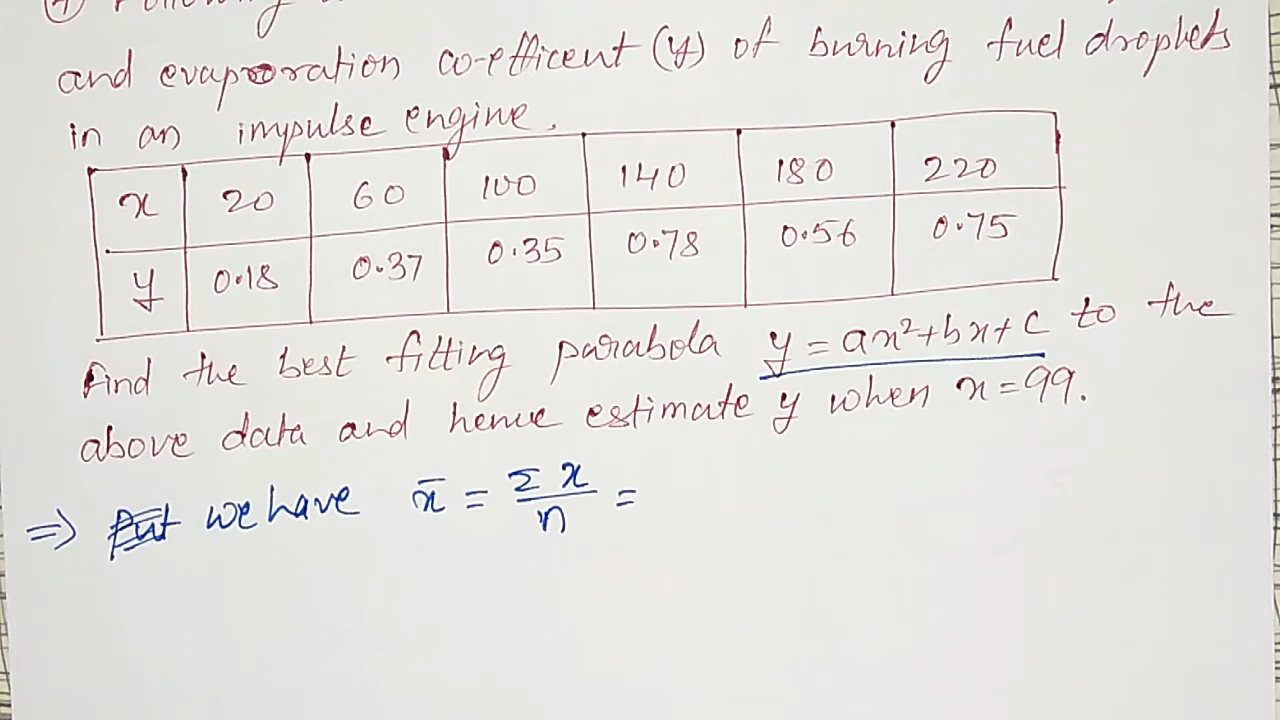 and evaporation co-efficent (y) of burning fuel droplets
in an impulse engine.
x 20 60 100 140 180 220
y 0.18 0.37 0.35 0.78 0.56 0.75
Find the best fitting parabola y = ax²+bx+c to the
above data and hence estimate y when x=99.
⇒ we have x̄ = Σx/n =